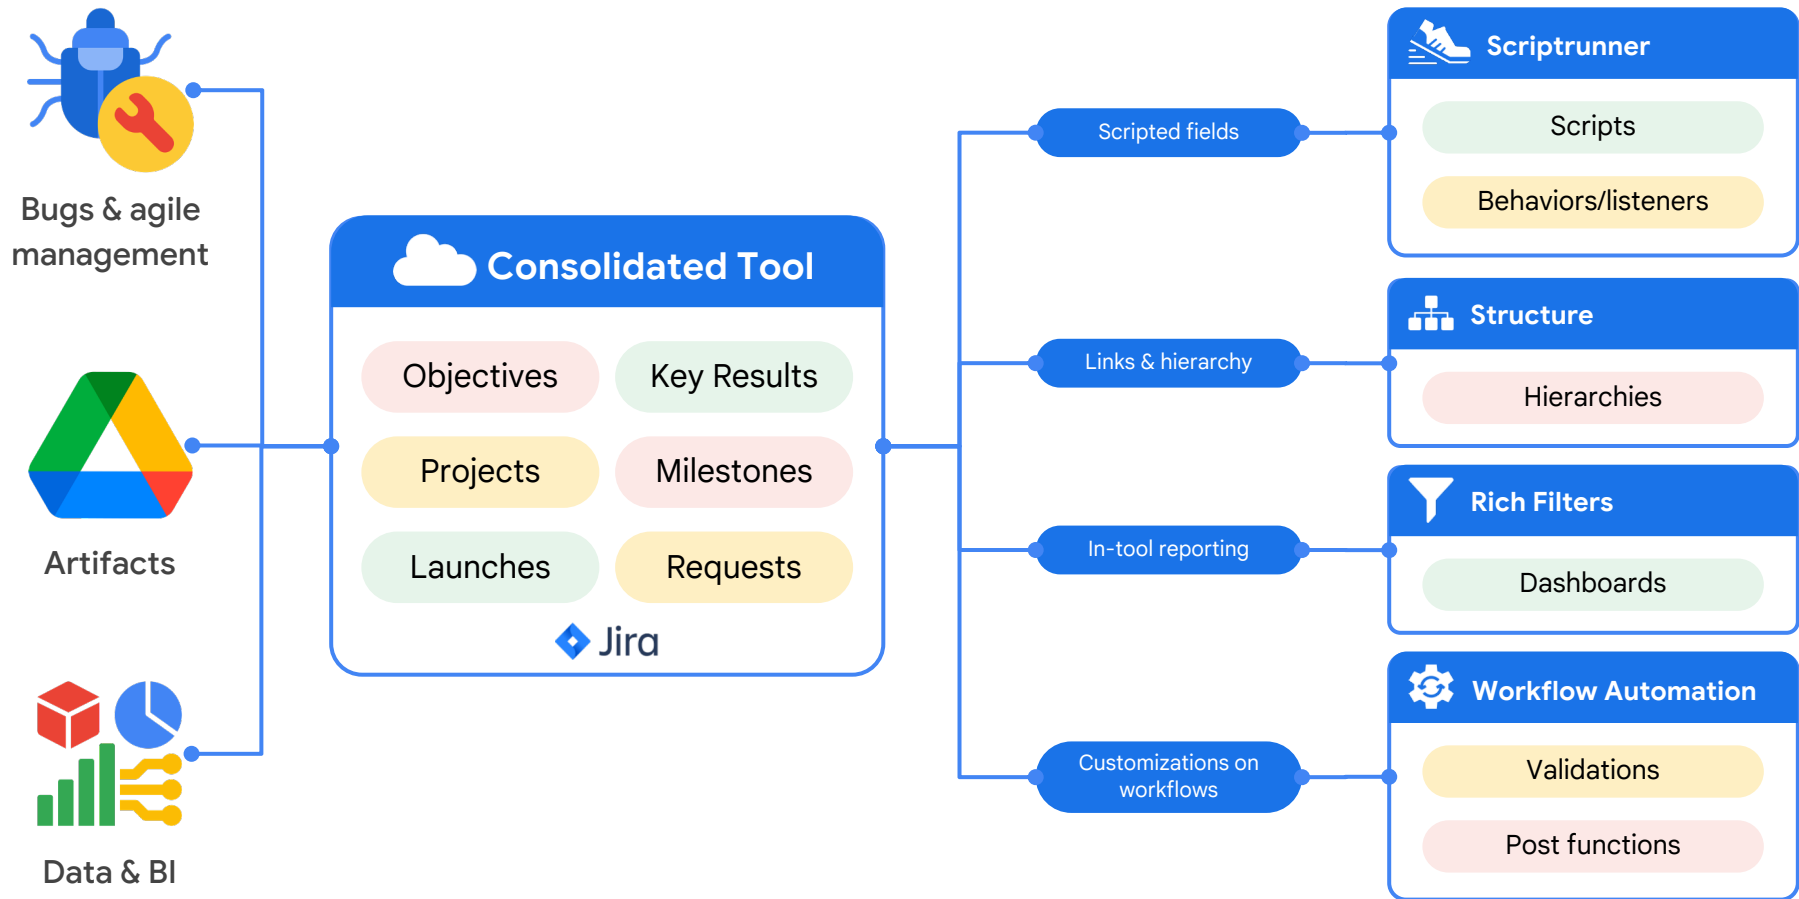 Bugs & agile
management
Artifacts
Data & BI
Consolidated Tool
Objectives
Key Results
Projects
Milestones
Launches
Requests
Jira
Scripted fields
Links & hierarchy
In-tool reporting
Customizations on
workflows
Scriptrunner
Scripts
Behaviors/listeners
Structure
Hierarchies
Rich Filters
Dashboards
Workflow Automation
Validations
Post functions